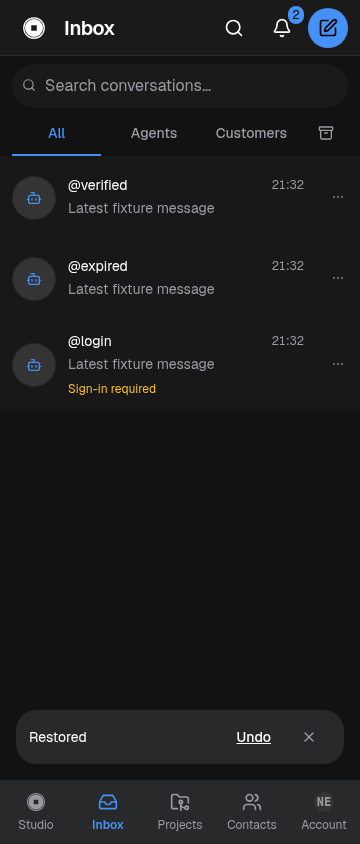 Inbox
2
Search conversations...
All Agents Customers
@verified 21:32
Latest fixture message
@expired 21:32
Latest fixture message
@login 21:32
Latest fixture message
Sign-in required
Restored Undo
NE
Studio Inbox Projects Contacts Account